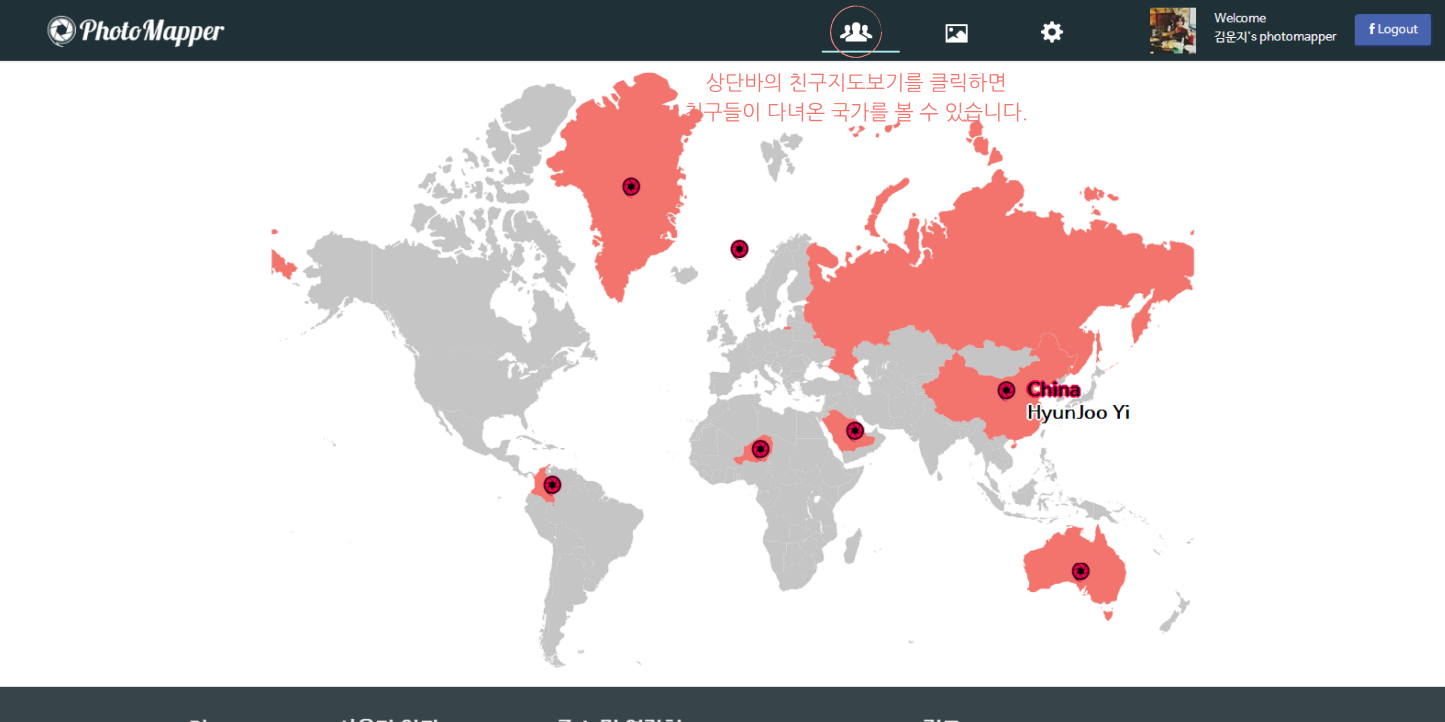 PhotoMapper
Welcome
김운지's photomapper
f Logout
상단바의 친구지도보기를 클릭하면
친구들이 다녀온 국가를 볼 수 있습니다.
China
HyunJoo Yi